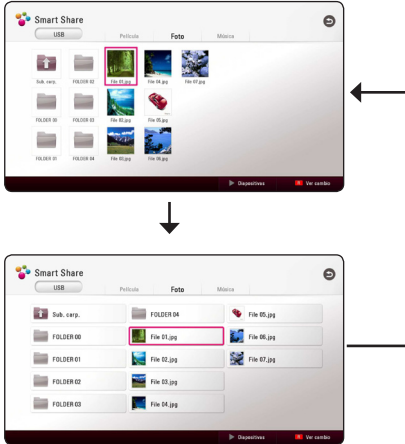 Smart Share
USB Película Foto Música
Sub. carp. FOLDER 02 File 01.jpg File 04.jpg File 07.jpg
FOLDER 00 FOLDER 03 File 02.jpg File 05.jpg
FOLDER 01 FOLDER 04 File 03.jpg File 06.jpg
Dispositivos Ver cambio
Smart Share
USB Película Foto Música
Sub. carp. FOLDER 04 File 05.jpg
FOLDER 00 File 01.jpg File 06.jpg
FOLDER 01 File 02.jpg File 07.jpg
FOLDER 02 File 03.jpg
FOLDER 03 File 04.jpg
Dispositivos Ver cambio